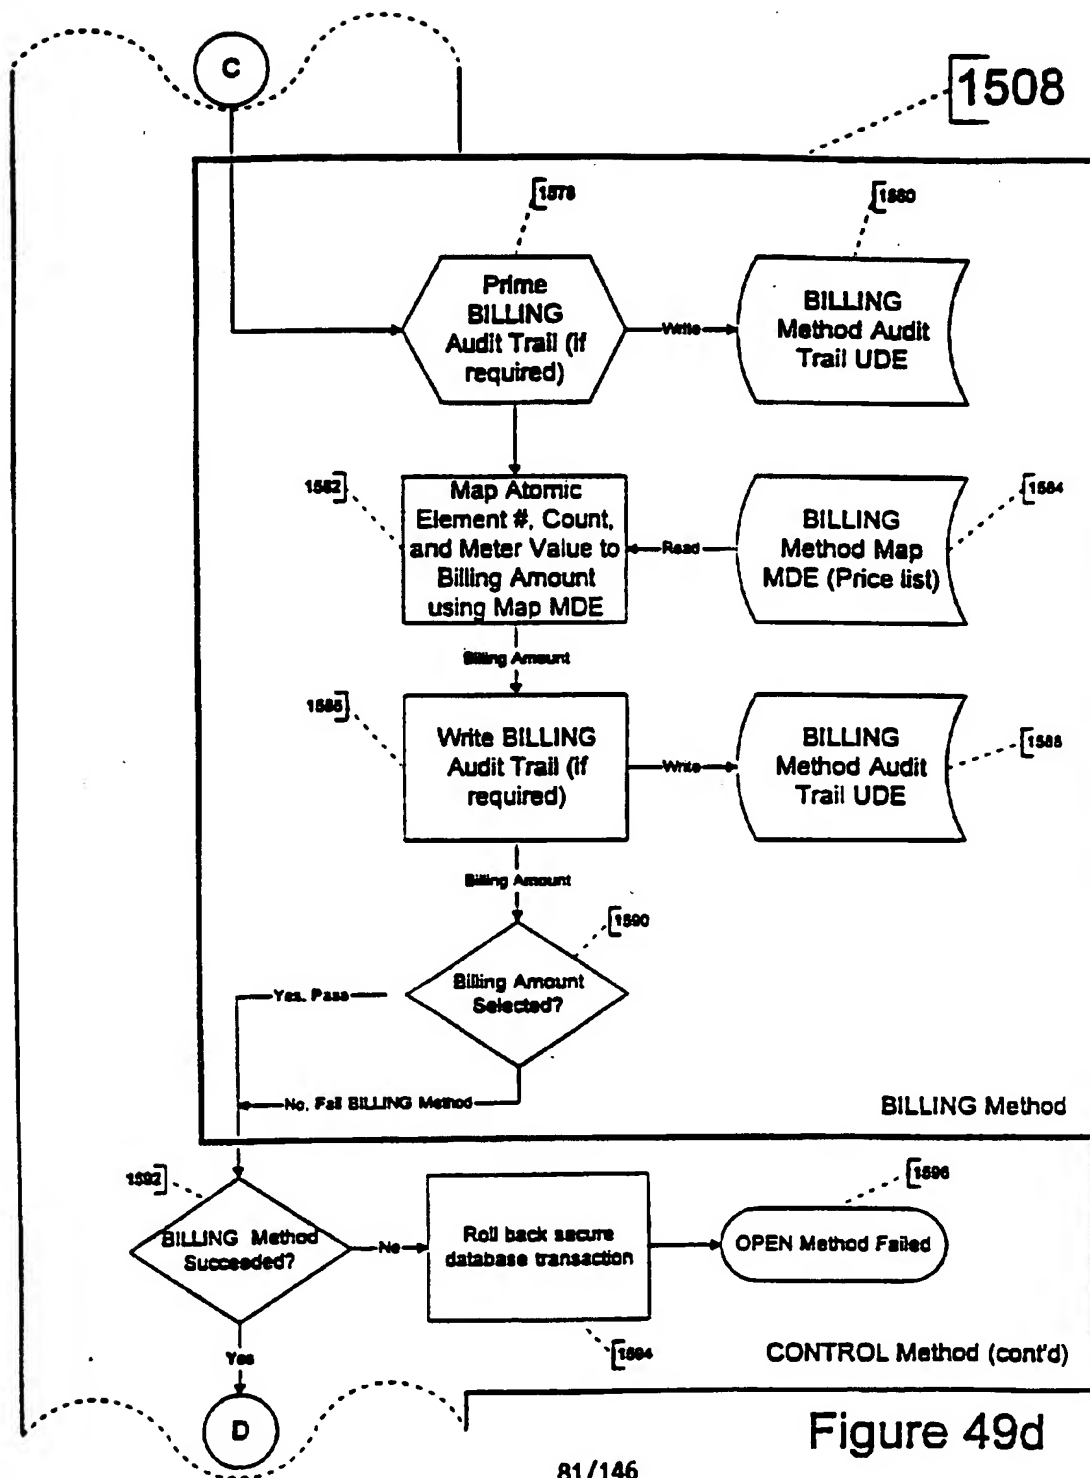 C
1508
1578
1580
Prime
BILLING
Audit Trail (if
required)
Write
BILLING
Method Audit
Trail UDE
1582
Map Atomic
Element #, Count,
and Meter Value to
Billing Amount
using Map MDE
Read
BILLING
Method Map
MDE (Price list)
1584
Billing Amount
1586
Write BILLING
Audit Trail (if
required)
Write
BILLING
Method Audit
Trail UDE
1588
Billing Amount
1590
Billing Amount
Selected?
Yes, Pass
No, Fail BILLING Method
BILLING Method
1592
1596
BILLING Method
Succeeded?
No
Roll back secure
database transaction
OPEN Method Failed
1594
Yes
CONTROL Method (cont'd)
D
Figure 49d
81/146